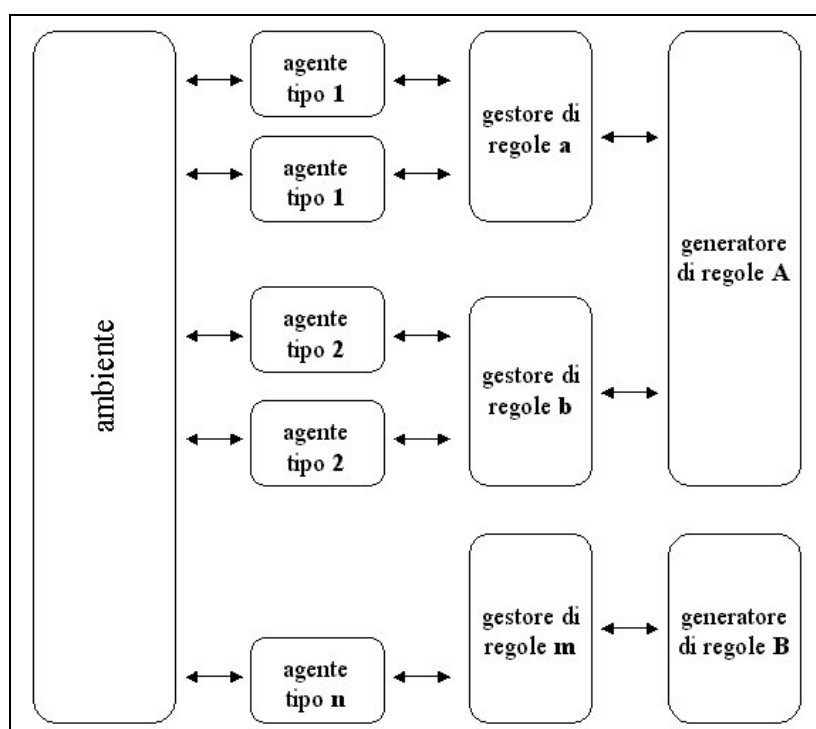 agente
tipo 1
gestore di
regole a
agente
tipo 1
generatore
di regole A
ambiente
agente
tipo 2
gestore di
regole b
agente
tipo 2
gestore di
regole m
generatore
di regole B
agente
tipo n